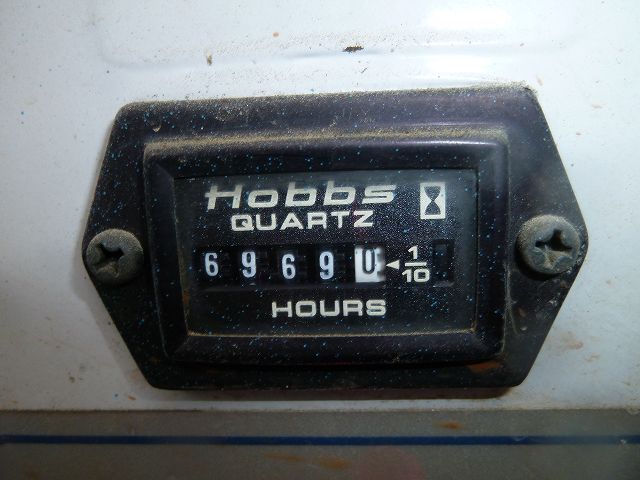 Hobbs
QUARTZ
6 9 6 9 0 ◄ 1/10
HOURS